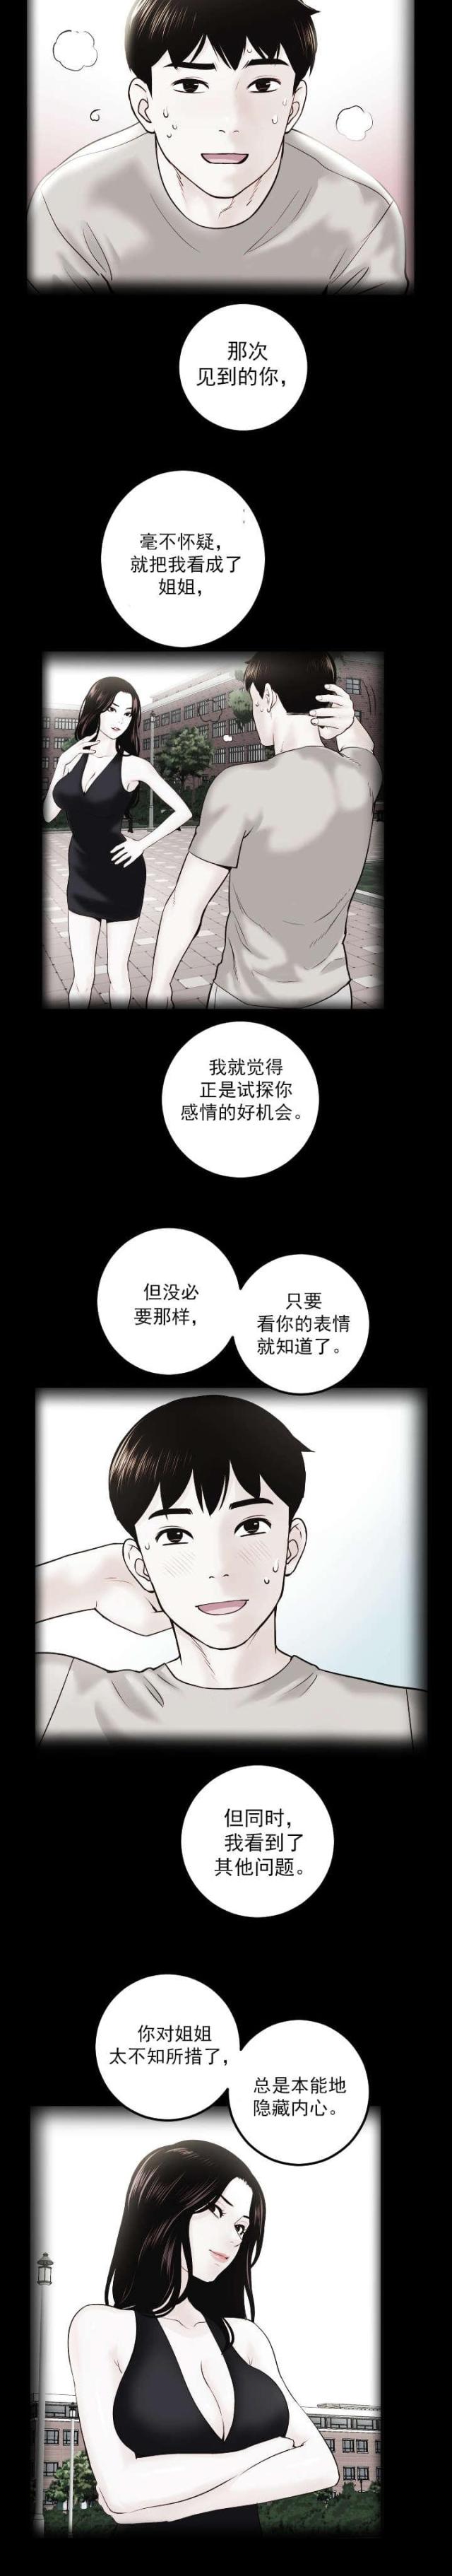 那次
见到的你，
毫不怀疑，
就把我看成了
姐姐，
我就觉得
正是试探你
感情的好机会。
但没必
要那样，
只要
看你的表情
就知道了。
但同时，
我看到了
其他问题。
你对姐姐
太不知所措了，
总是本能地
隐藏内心。